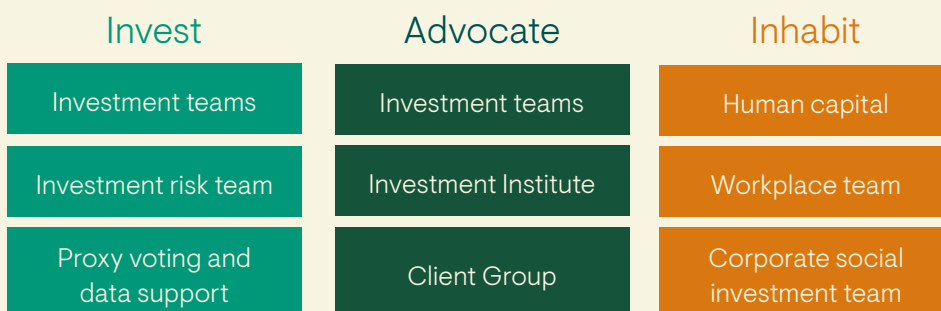 Invest
Advocate
Inhabit
Investment teams
Investment teams
Human capital
Investment risk team
Investment Institute
Workplace team
Proxy voting and
data support
Client Group
Corporate social
investment team